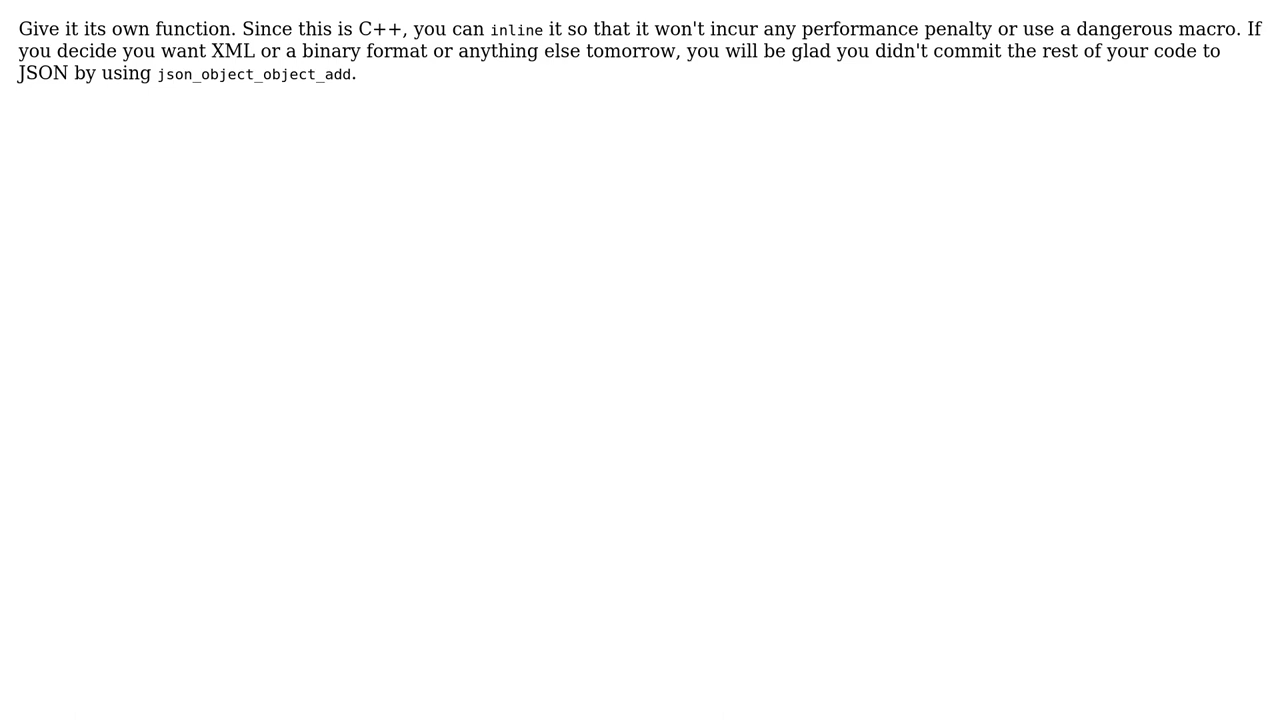 Give it its own function. Since this is C++, you can inline it so that it won't incur any performance penalty or use a dangerous macro. If
you decide you want XML or a binary format or anything else tomorrow, you will be glad you didn't commit the rest of your code to
JSON by using json_object_object_add.